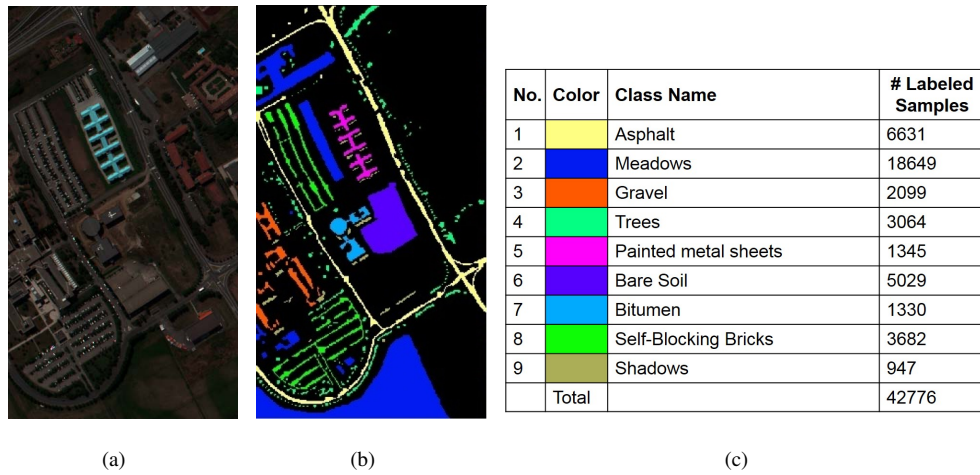 No. Color Class Name # Labeled Samples
1 Asphalt 6631
2 Meadows 18649
3 Gravel 2099
4 Trees 3064
5 Painted metal sheets 1345
6 Bare Soil 5029
7 Bitumen 1330
8 Self-Blocking Bricks 3682
9 Shadows 947
Total 42776
(a) (b) (c)